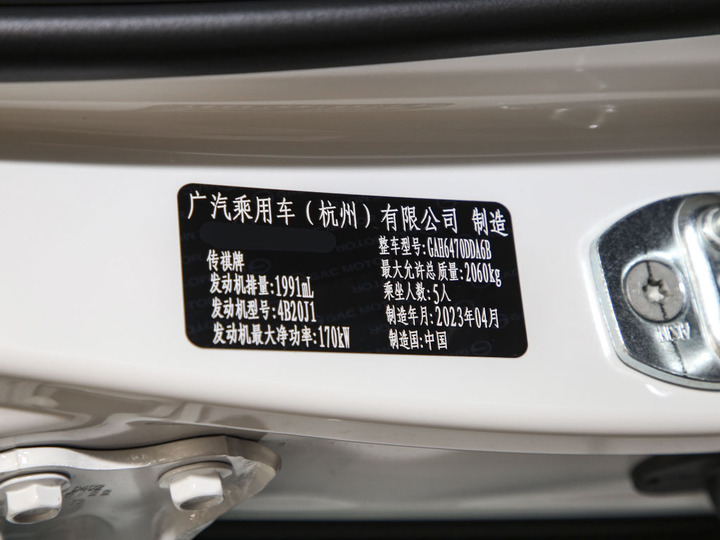 广汽乘用车（杭州）有限公司 制造
传祺牌
发动机排量:1991mL
发动机型号:4B20J1
发动机最大净功率:170kW
整车型号:GAH6470DDA6B
最大允许总质量:2060kg
乘坐人数:5人
制造年月:2023年04月
制造国:中国